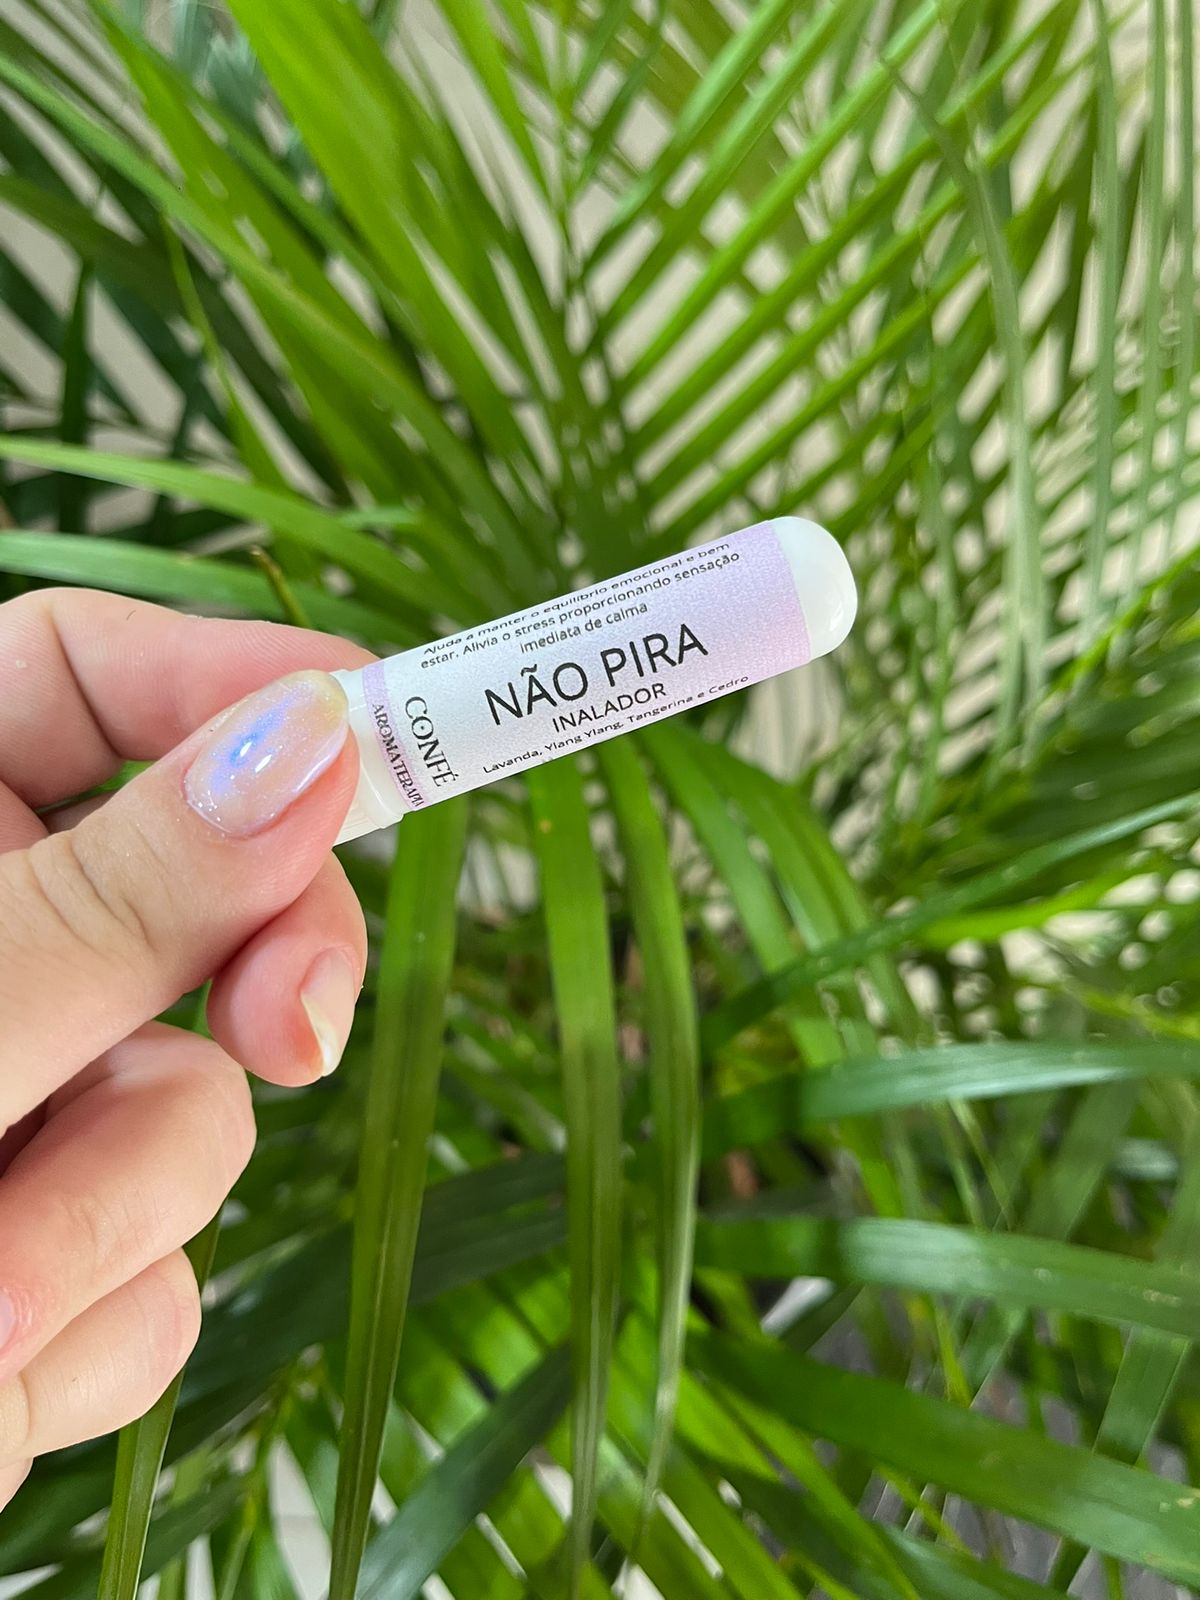 Ajuda a manter o equilíbrio emocional e bem
estar. Alivia o stress proporcionando sensação
imediata de calma
NÃO PIRA
INALADOR
Lavanda, Ylang Ylang, Tangerina e Cedro
CONFÉ
AROMATERAPIA